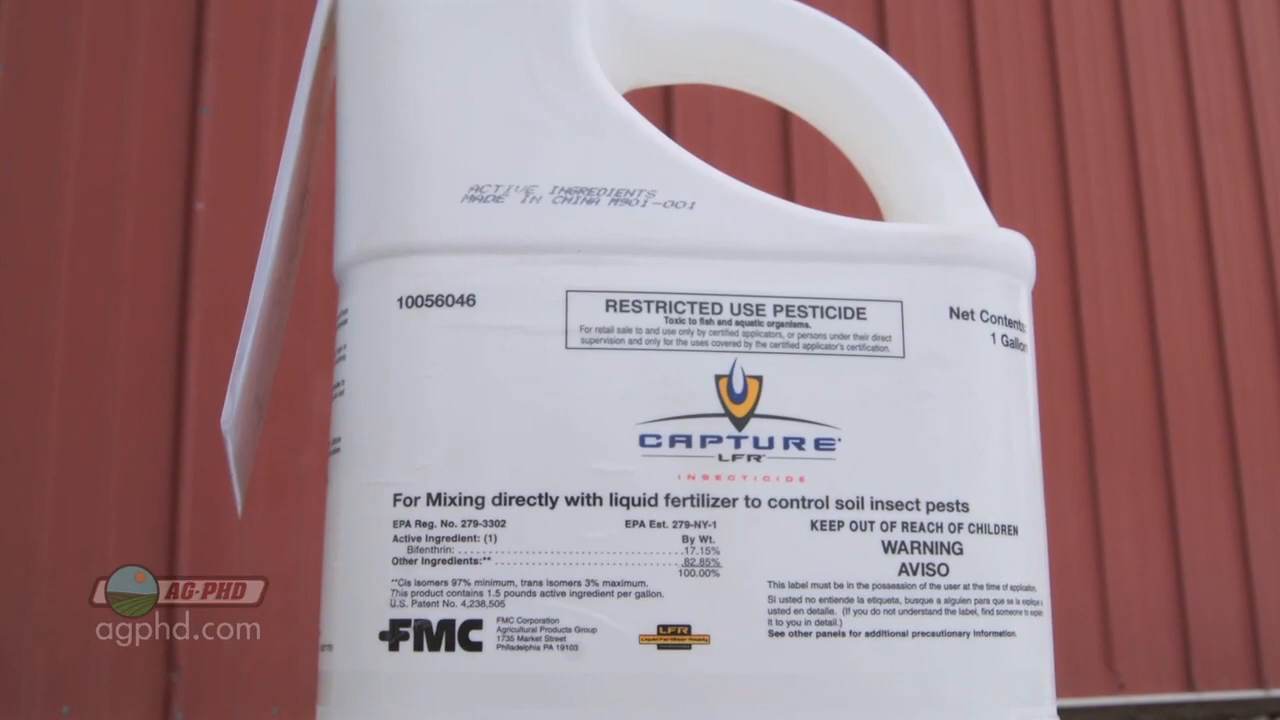 ACTIVE INGREDIENTS
MADE IN CHINA M901-001
10056046
RESTRICTED USE PESTICIDE
Toxic to fish and aquatic organisms.
For retail sale to and use only by certified applicators, or persons under their direct
supervision and only for the uses covered by the certified applicator's certification.
Net Contents:
1 Gallon
CAPTURE
LFR
INSECTICIDE
For Mixing directly with liquid fertilizer to control soil insect pests
EPA Reg. No. 279-3302 EPA Est. 279-NY-1
Active Ingredient: (1) By Wt.
Bifenthrin: 17.15%
Other Ingredients:** 82.85%
100.00%
**Cis isomers 97% minimum, trans isomers 3% maximum.
This product contains 1.5 pounds active ingredient per gallon.
U.S. Patent No. 4,238,505
KEEP OUT OF REACH OF CHILDREN
WARNING
AVISO
This label must be in the possession of the user at the time of application.
Si usted no entiende la etiqueta, busque a alguien para que se la explique a
usted en detalle. (If you do not understand the label, find someone to explain
it to you in detail.)
See other panels for additional precautionary information.
FMC
FMC Corporation
Agricultural Products Group
1735 Market Street
Philadelphia PA 19103
LFR
Liquid Fertilizer Ready
AG-PHD
agphd.com